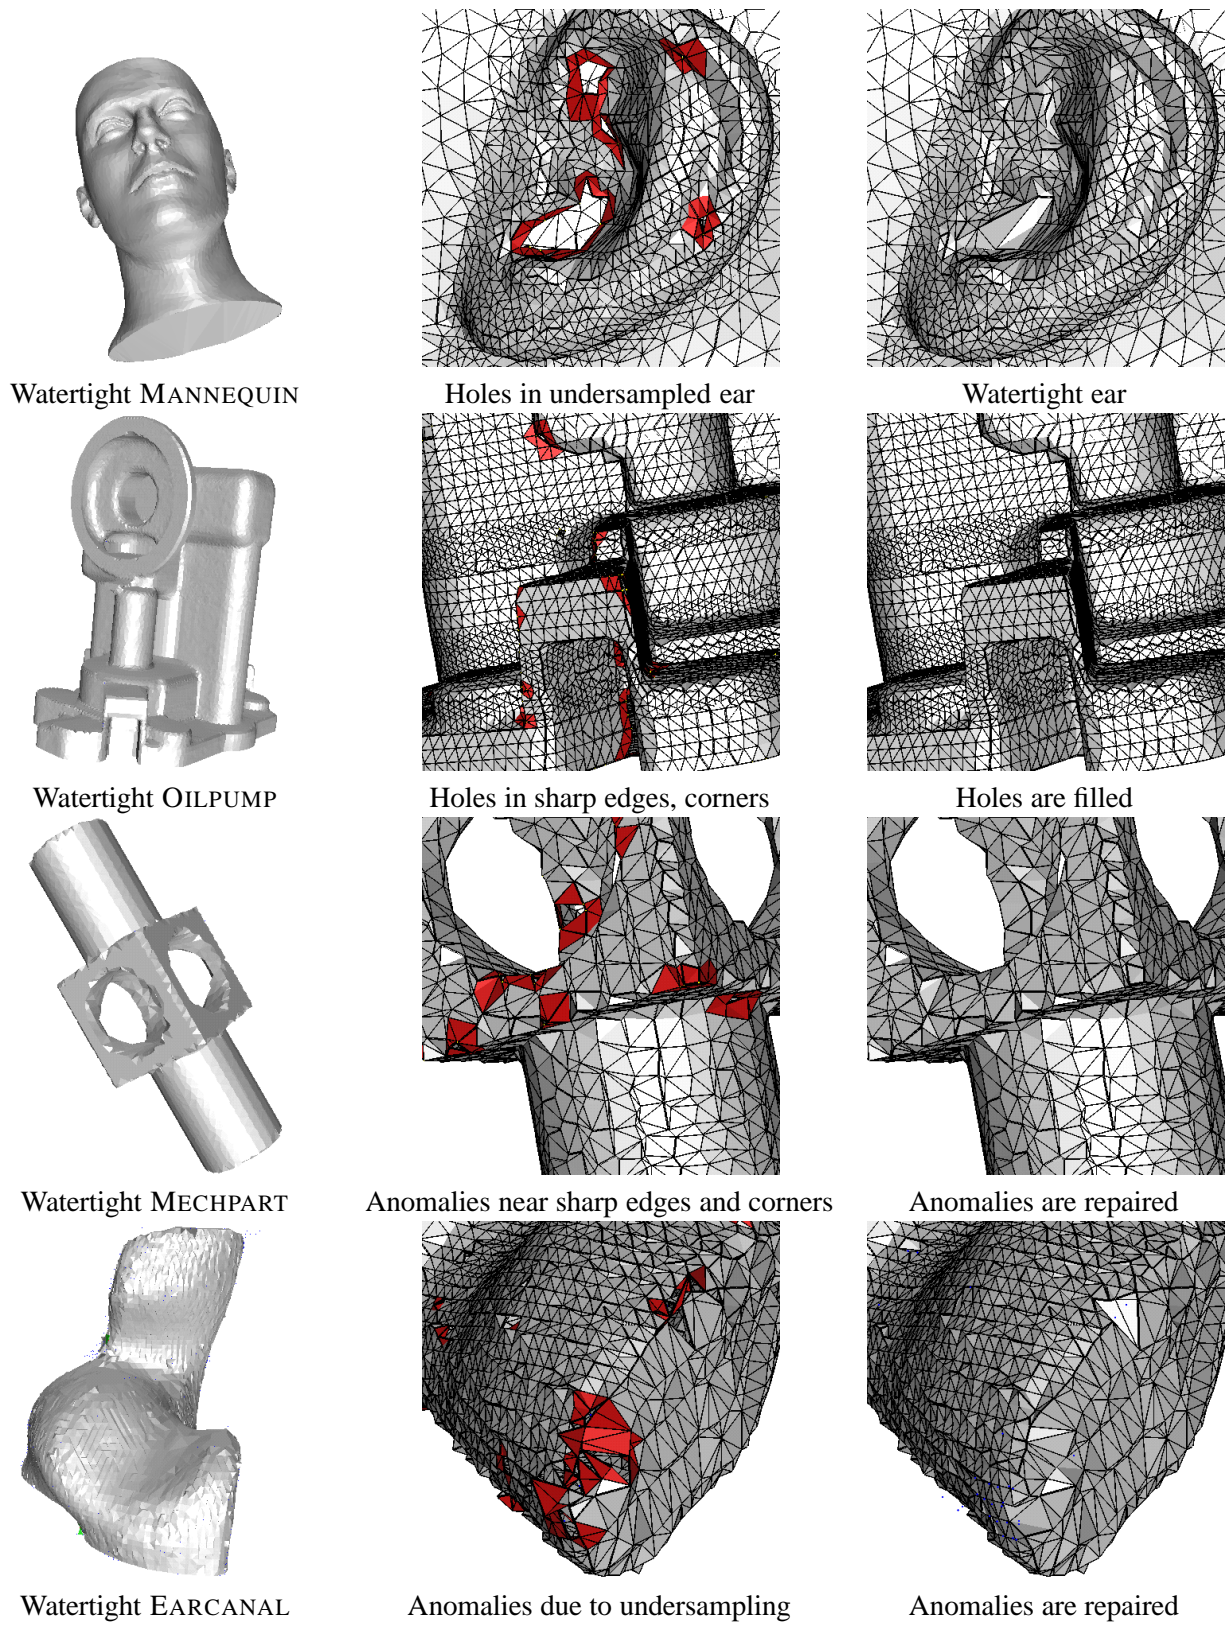 Watertight MANNEQUIN
Holes in undersampled ear
Watertight ear
Watertight OILPUMP
Holes in sharp edges, corners
Holes are filled
Watertight MECHPART
Anomalies near sharp edges and corners
Anomalies are repaired
Watertight EARCANAL
Anomalies due to undersampling
Anomalies are repaired